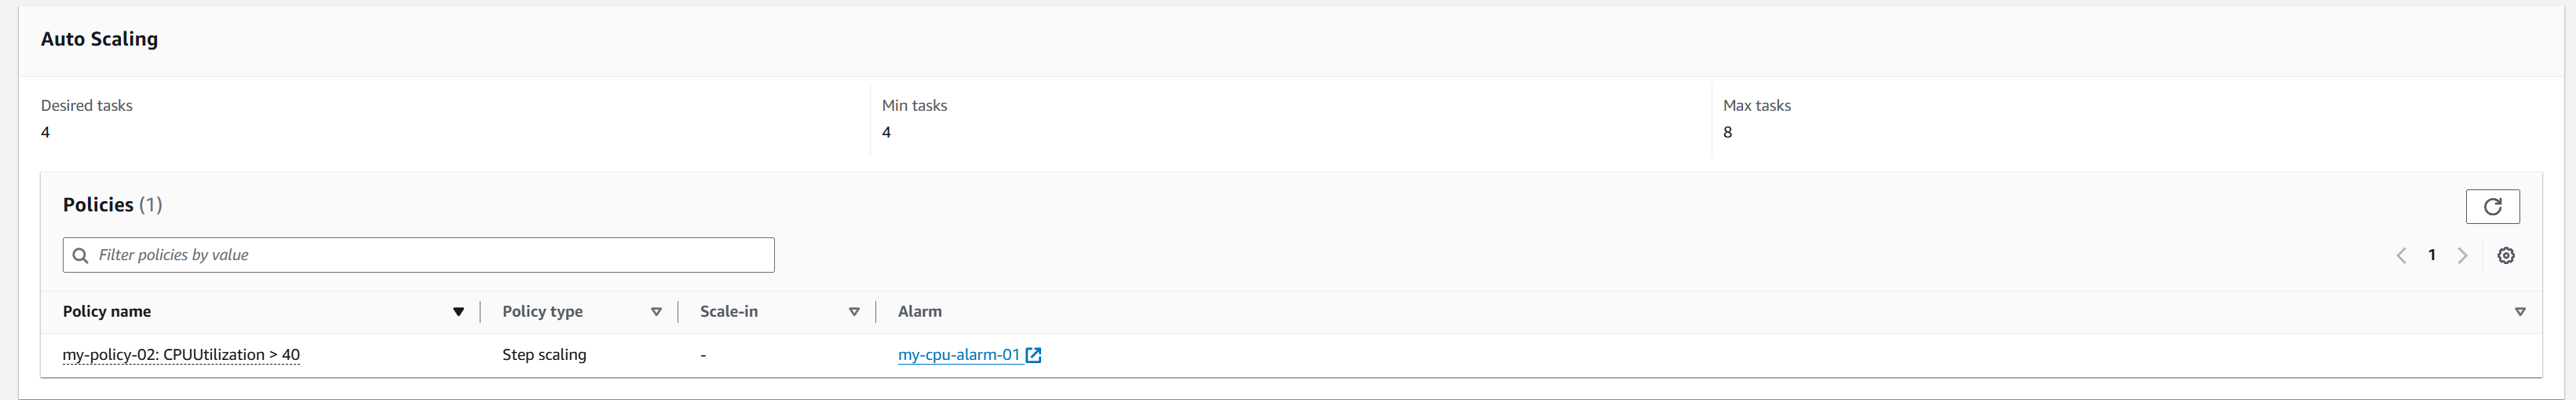 Auto Scaling
Desired tasks
4
Min tasks
4
Max tasks
8
Policies (1)
Filter policies by value
1
Policy name Policy type Scale-in Alarm
my-policy-02: CPUUtilization > 40 Step scaling - my-cpu-alarm-01